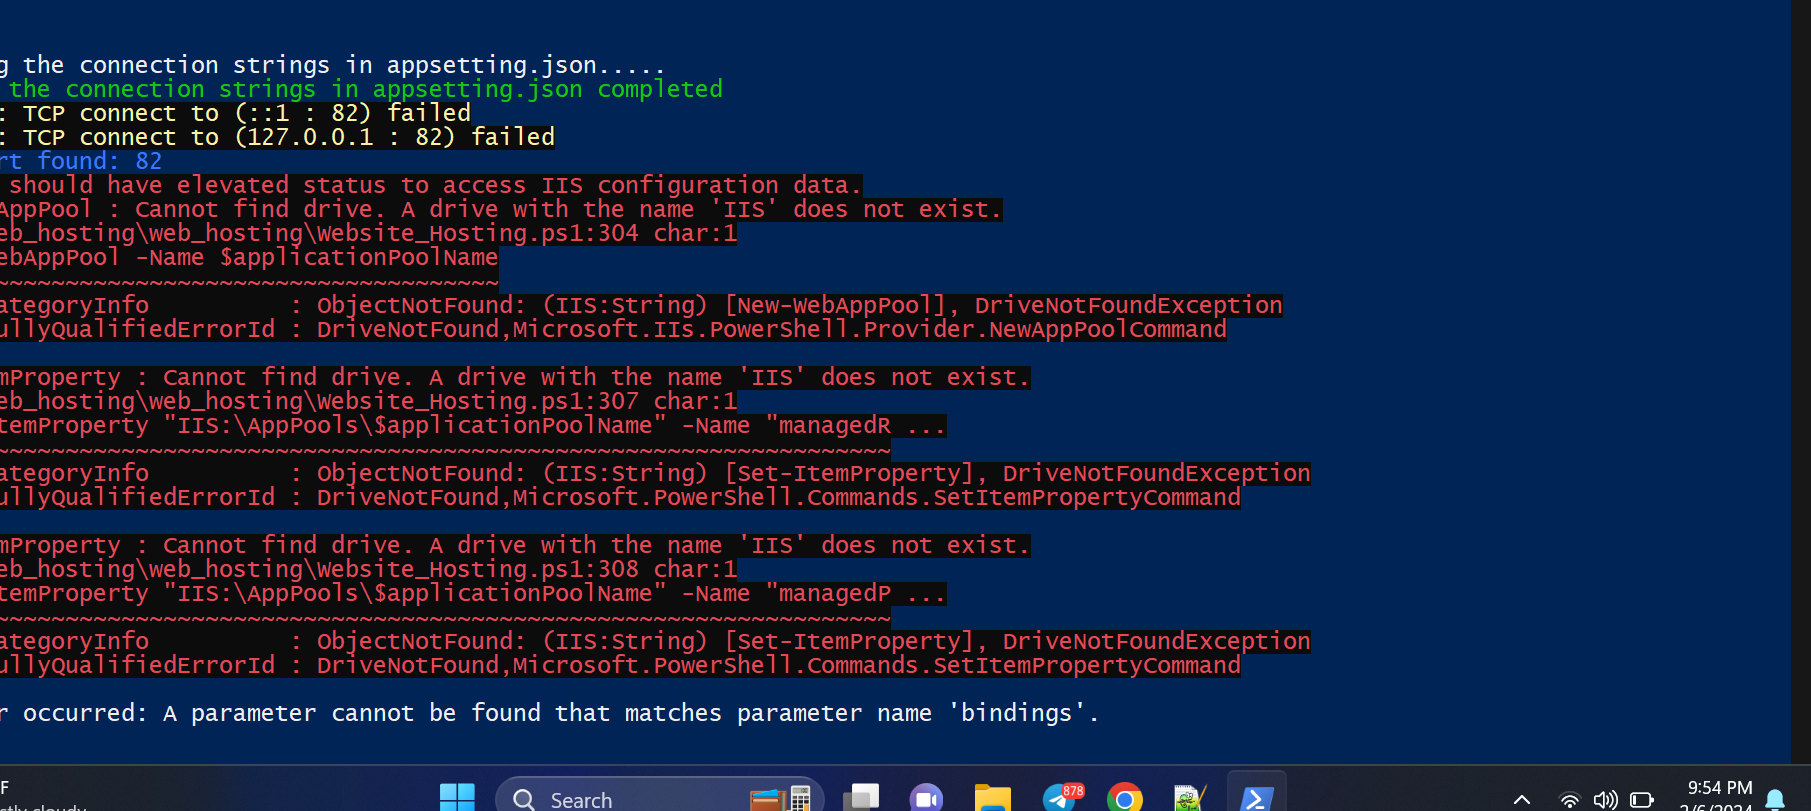 g the connection strings in appsetting.json.....
the connection strings in appsetting.json completed
: TCP connect to (::1 : 82) failed
: TCP connect to (127.0.0.1 : 82) failed
rt found: 82
should have elevated status to access IIS configuration data.
AppPool : Cannot find drive. A drive with the name 'IIS' does not exist.
eb_hosting\web_hosting\Website_Hosting.ps1:304 char:1
ebAppPool -Name $applicationPoolName
~~~~~~~~~~~~~~~~~~~~~~~~~~~~~~~~~~~~
ategoryInfo          : ObjectNotFound: (IIS:String) [New-WebAppPool], DriveNotFoundException
ullyQualifiedErrorId : DriveNotFound,Microsoft.IIs.PowerShell.Provider.NewAppPoolCommand
mProperty : Cannot find drive. A drive with the name 'IIS' does not exist.
eb_hosting\web_hosting\Website_Hosting.ps1:307 char:1
temProperty "IIS:\AppPools\$applicationPoolName" -Name "managedR ...
~~~~~~~~~~~~~~~~~~~~~~~~~~~~~~~~~~~~~~~~~~~~~~~~~~~~~~~~~~~~~~~~
ategoryInfo          : ObjectNotFound: (IIS:String) [Set-ItemProperty], DriveNotFoundException
ullyQualifiedErrorId : DriveNotFound,Microsoft.PowerShell.Commands.SetItemPropertyCommand
mProperty : Cannot find drive. A drive with the name 'IIS' does not exist.
eb_hosting\web_hosting\Website_Hosting.ps1:308 char:1
temProperty "IIS:\AppPools\$applicationPoolName" -Name "managedP ...
~~~~~~~~~~~~~~~~~~~~~~~~~~~~~~~~~~~~~~~~~~~~~~~~~~~~~~~~~~~~~~~~
ategoryInfo          : ObjectNotFound: (IIS:String) [Set-ItemProperty], DriveNotFoundException
ullyQualifiedErrorId : DriveNotFound,Microsoft.PowerShell.Commands.SetItemPropertyCommand
r occurred: A parameter cannot be found that matches parameter name 'bindings'.
F
stly cloudy
Search
878
9:54 PM
2/6/2024